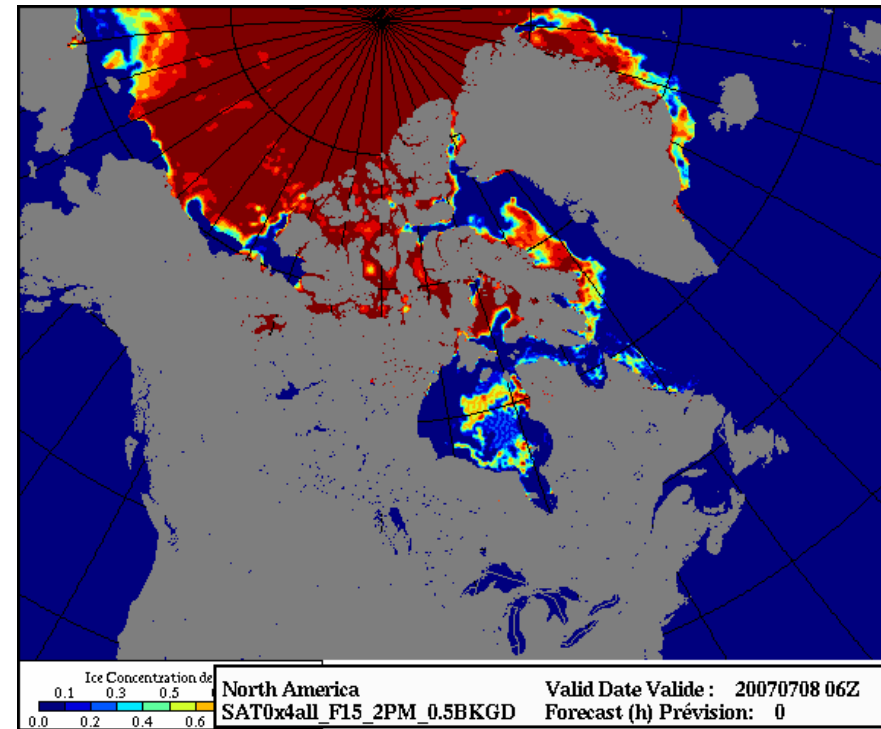 Ice Concentration de
0.1 0.3 0.5
0.0 0.2 0.4 0.6
North America
SAT0x4all_F15_2PM_0.5BKGD
Valid Date Valide : 20070708 06Z
Forecast (h) Prévision: 0